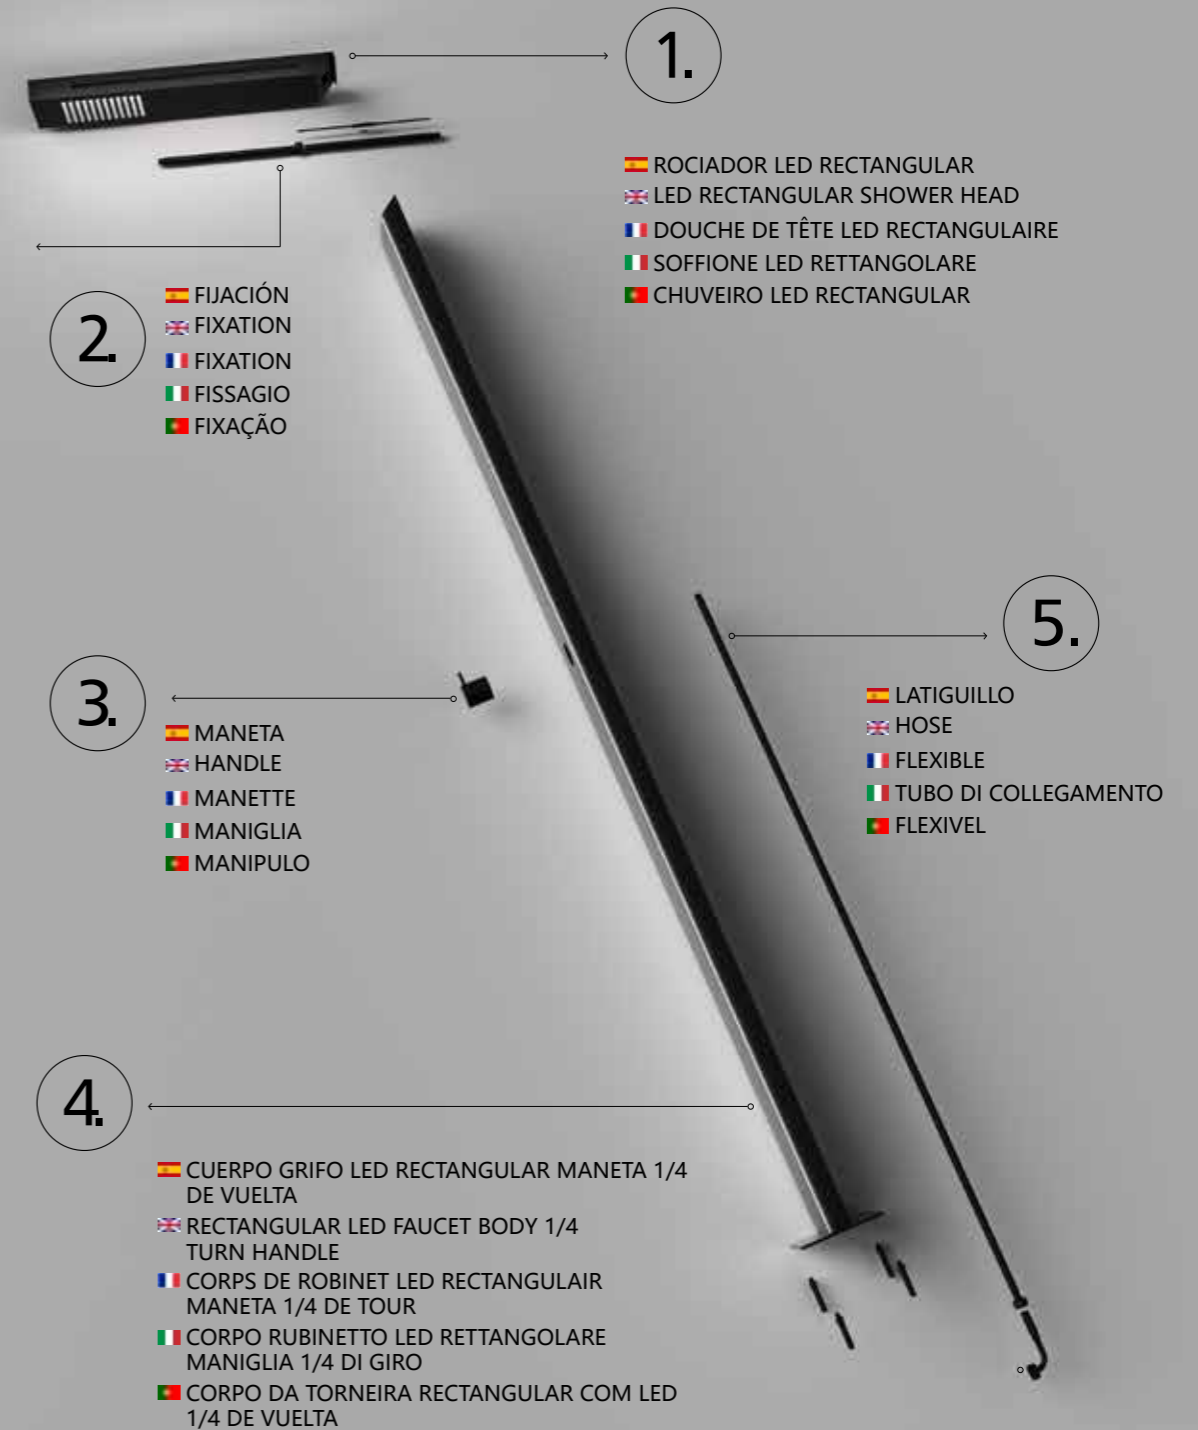 1.
ROCIADOR LED RECTANGULAR
LED RECTANGULAR SHOWER HEAD
DOUCHE DE TÊTE LED RECTANGULAIRE
SOFFIONE LED RETTANGOLARE
CHUVEIRO LED RECTANGULAR
2.
FIJACIÓN
FIXATION
FIXATION
FISSAGIO
FIXAÇÃO
3.
MANETA
HANDLE
MANETTE
MANIGLIA
MANIPULO
5.
LATIGUILLO
HOSE
FLEXIBLE
TUBO DI COLLEGAMENTO
FLEXIVEL
4.
CUERPO GRIFO LED RECTANGULAR MANETA 1/4
DE VUELTA
RECTANGULAR LED FAUCET BODY 1/4
TURN HANDLE
CORPS DE ROBINET LED RECTANGULAIR
MANETA 1/4 DE TOUR
CORPO RUBINETTO LED RETTANGOLARE
MANIGLIA 1/4 DI GIRO
CORPO DA TORNEIRA RECTANGULAR COM LED
1/4 DE VUELTA